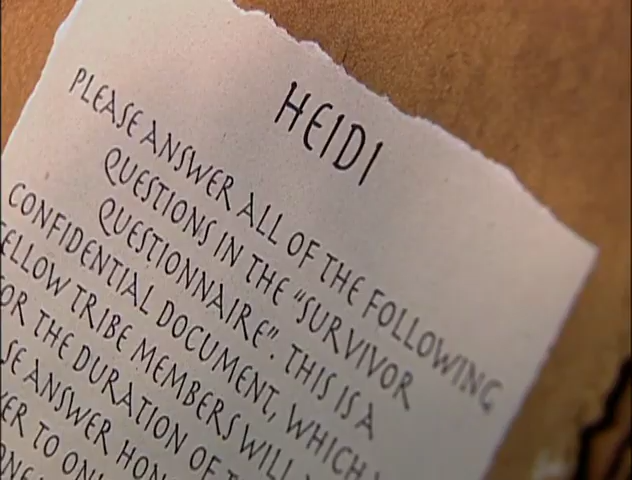 HEIDI
PLEASE ANSWER ALL OF THE FOLLOWING
QUESTIONS IN THE “SURVIVOR
QUESTIONNAIRE”. THIS IS A
CONFIDENTIAL DOCUMENT, WHICH
FELLOW TRIBE MEMBERS WILL
OR THE DURATION OF
SE ANSWER HON
ER TO ON